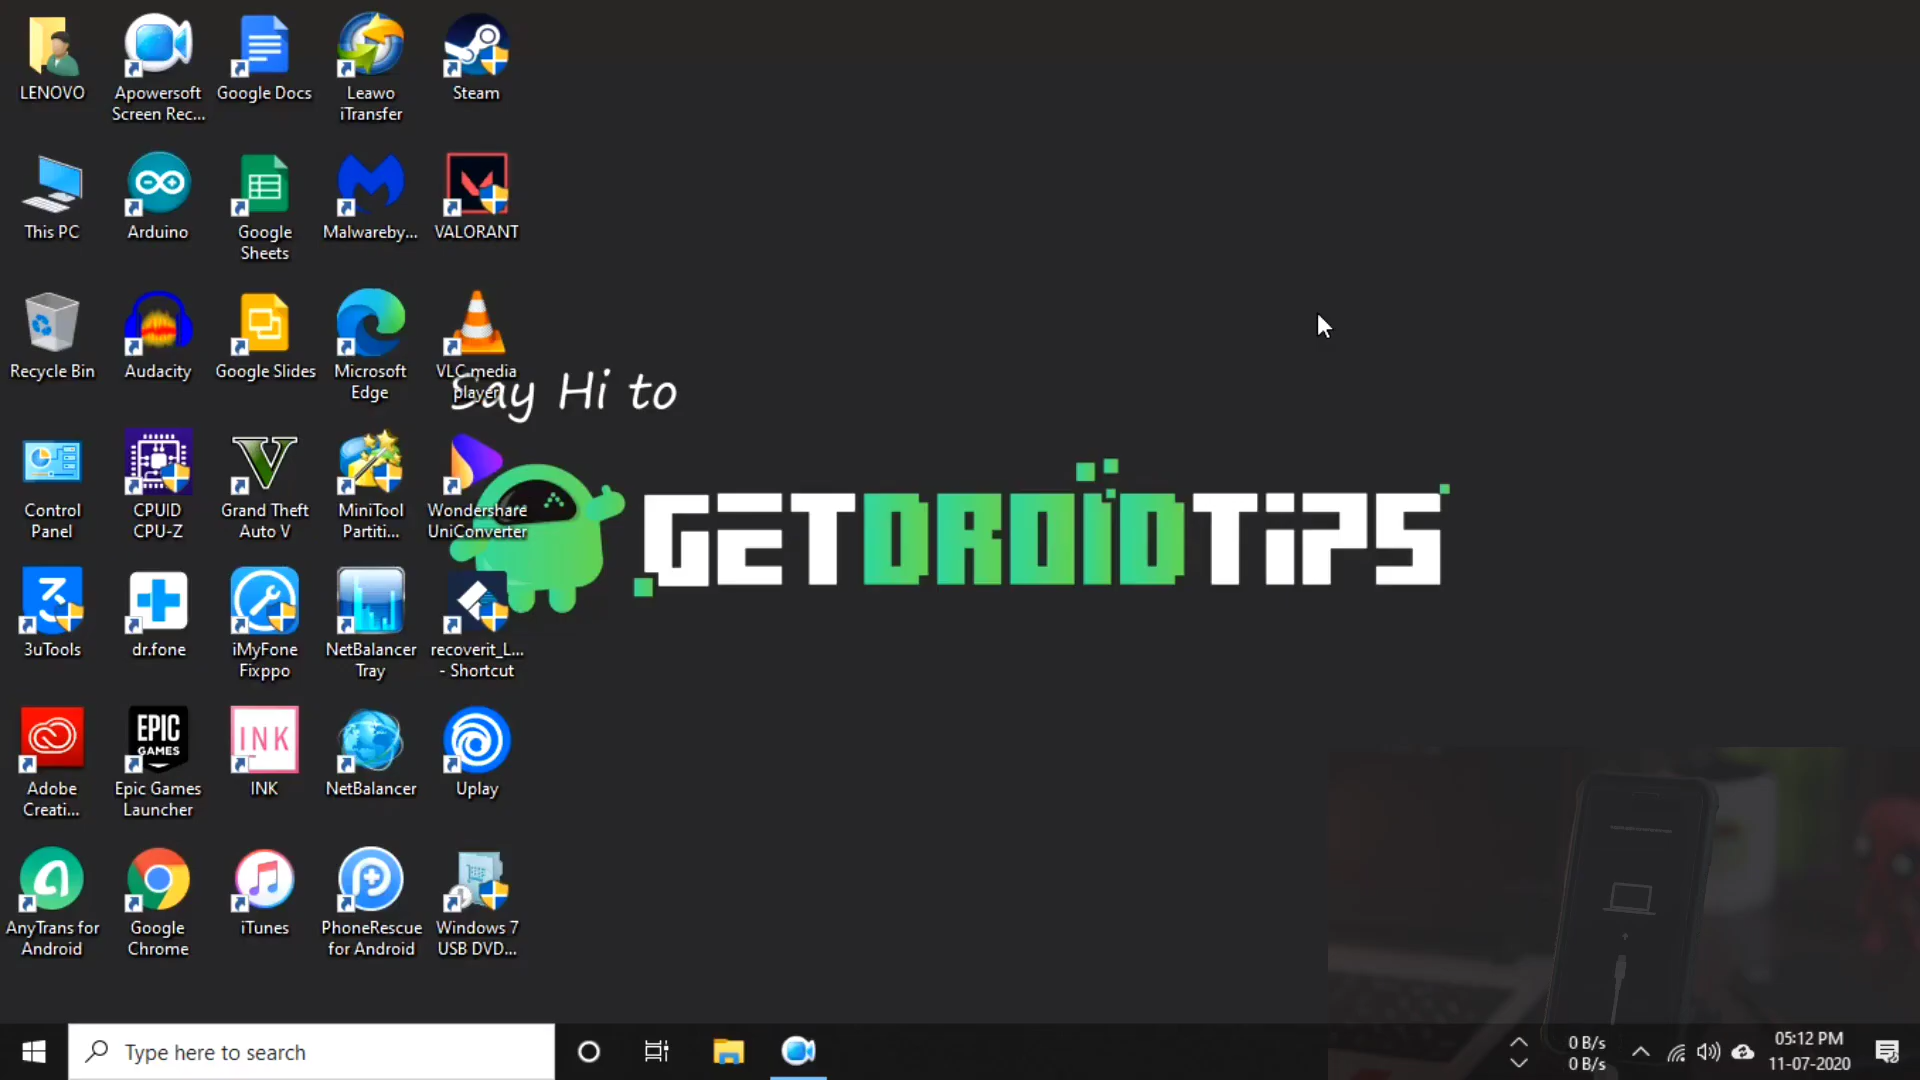 LENOVO
Apowersoft
Screen Rec...
Google Docs
Leawo
iTransfer
Steam
This PC
Arduino
Google
Sheets
Malwareby...
VALORANT
Recycle Bin
Audacity
Google Slides
Microsoft
Edge
VLC media
player
Say Hi to
Control
Panel
CPUID
CPU-Z
Grand Theft
Auto V
MiniTool
Partiti...
Wondershare
UniConverter
GETDROIDTIPS
3uTools
dr.fone
iMyFone
Fixppo
NetBalancer
Tray
recoverit_L...
- Shortcut
Adobe
Creati...
EPIC
GAMES
Epic Games
Launcher
INK
INK
NetBalancer
Uplay
AnyTrans for
Android
Google
Chrome
iTunes
PhoneRescue
for Android
Windows 7
USB DVD...
Type here to search
0 B/s
0 B/s
05:12 PM
11-07-2020